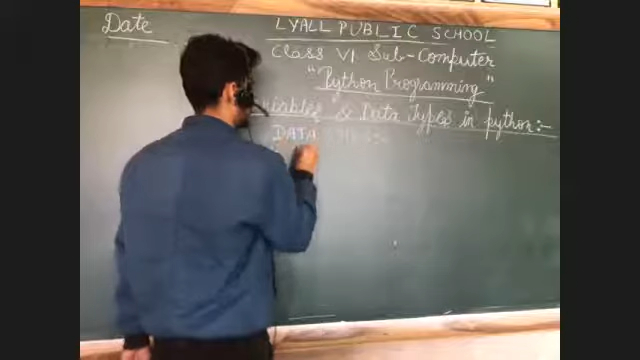 Date
LYALL PUBLIC SCHOOL
Class VI Sub-Computer
"Python Programming"
& Data Types in python:-
DATA